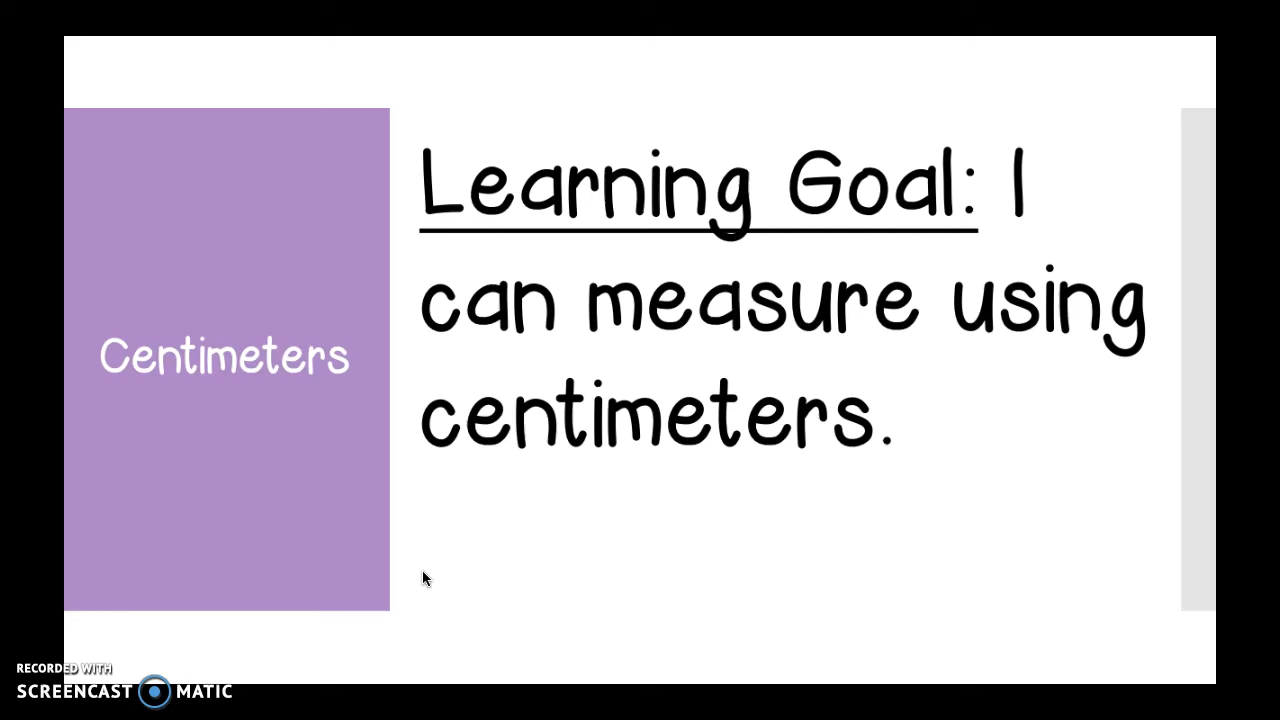 Learning Goal: I
can measure using
centimeters.
Centimeters
RECORDED WITH
SCREENCAST MATIC